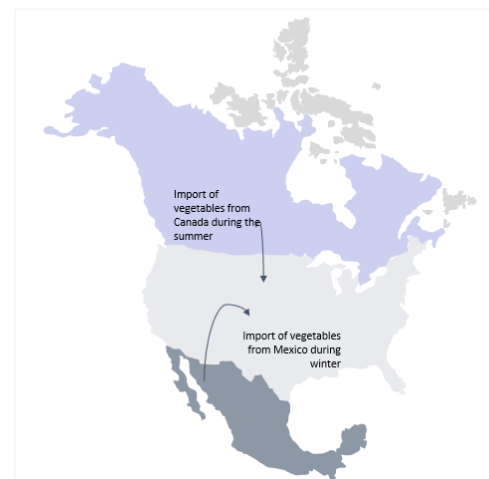 Import of
vegetables from
Canada during the
summer
Import of vegetables
from Mexico during
winter